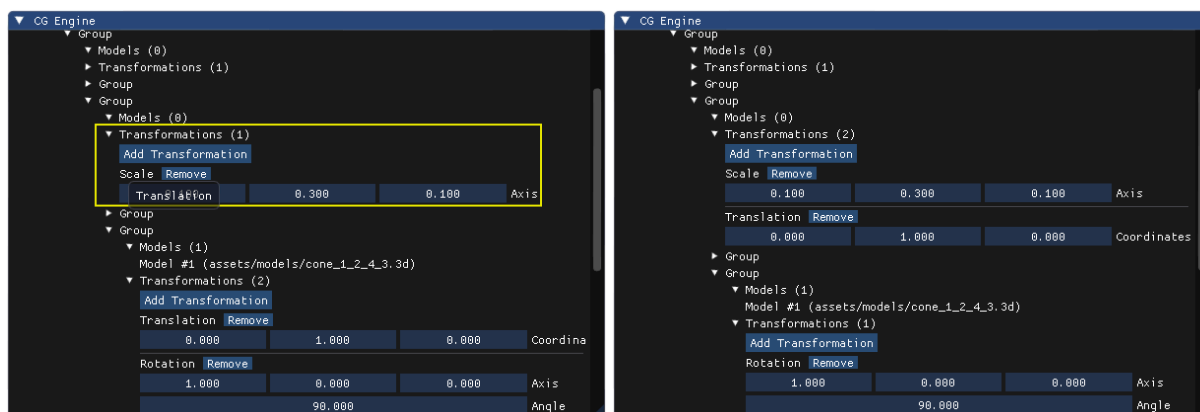 CG Engine
Group
Models (0)
Transformations (1)
Group
Group
Models (0)
Transformations (1)
Add Transformation
Scale Remove
Translation 0.300 0.100 Axis
Group
Group
Models (1)
Model #1 (assets/models/cone_1_2_4_3.3d)
Transformations (2)
Add Transformation
Translation Remove
0.000 1.000 0.000 Coordina
Rotation Remove
1.000 0.000 0.000 Axis
90.000 Angle
CG Engine
Group
Models (0)
Transformations (1)
Group
Group
Models (0)
Transformations (2)
Add Transformation
Scale Remove
0.100 0.300 0.100 Axis
Translation Remove
0.000 1.000 0.000 Coordinates
Group
Group
Models (1)
Model #1 (assets/models/cone_1_2_4_3.3d)
Transformations (1)
Add Transformation
Rotation Remove
1.000 0.000 0.000 Axis
90.000 Angle